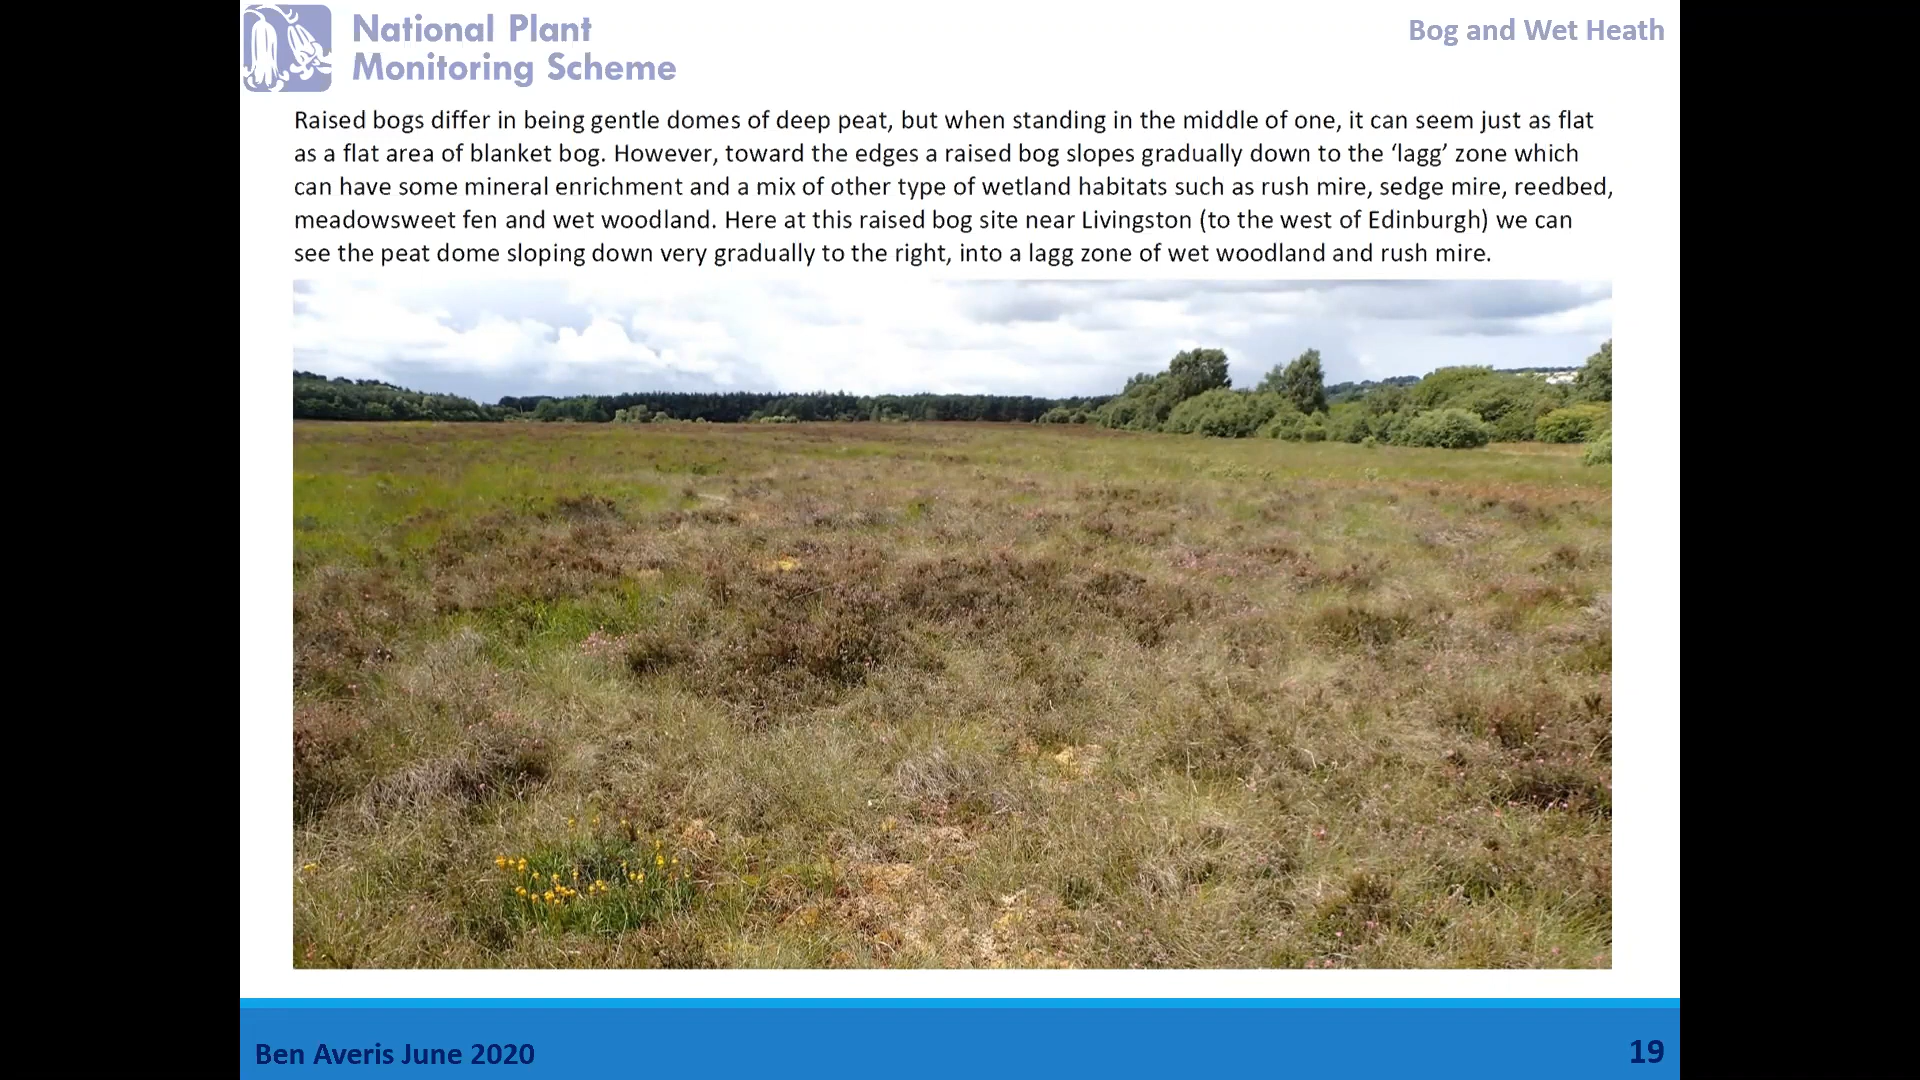 National Plant
Monitoring Scheme
Bog and Wet Heath
Raised bogs differ in being gentle domes of deep peat, but when standing in the middle of one, it can seem just as flat
as a flat area of blanket bog. However, toward the edges a raised bog slopes gradually down to the ‘lagg’ zone which
can have some mineral enrichment and a mix of other type of wetland habitats such as rush mire, sedge mire, reedbed,
meadowsweet fen and wet woodland. Here at this raised bog site near Livingston (to the west of Edinburgh) we can
see the peat dome sloping down very gradually to the right, into a lagg zone of wet woodland and rush mire.
Ben Averis June 2020
19